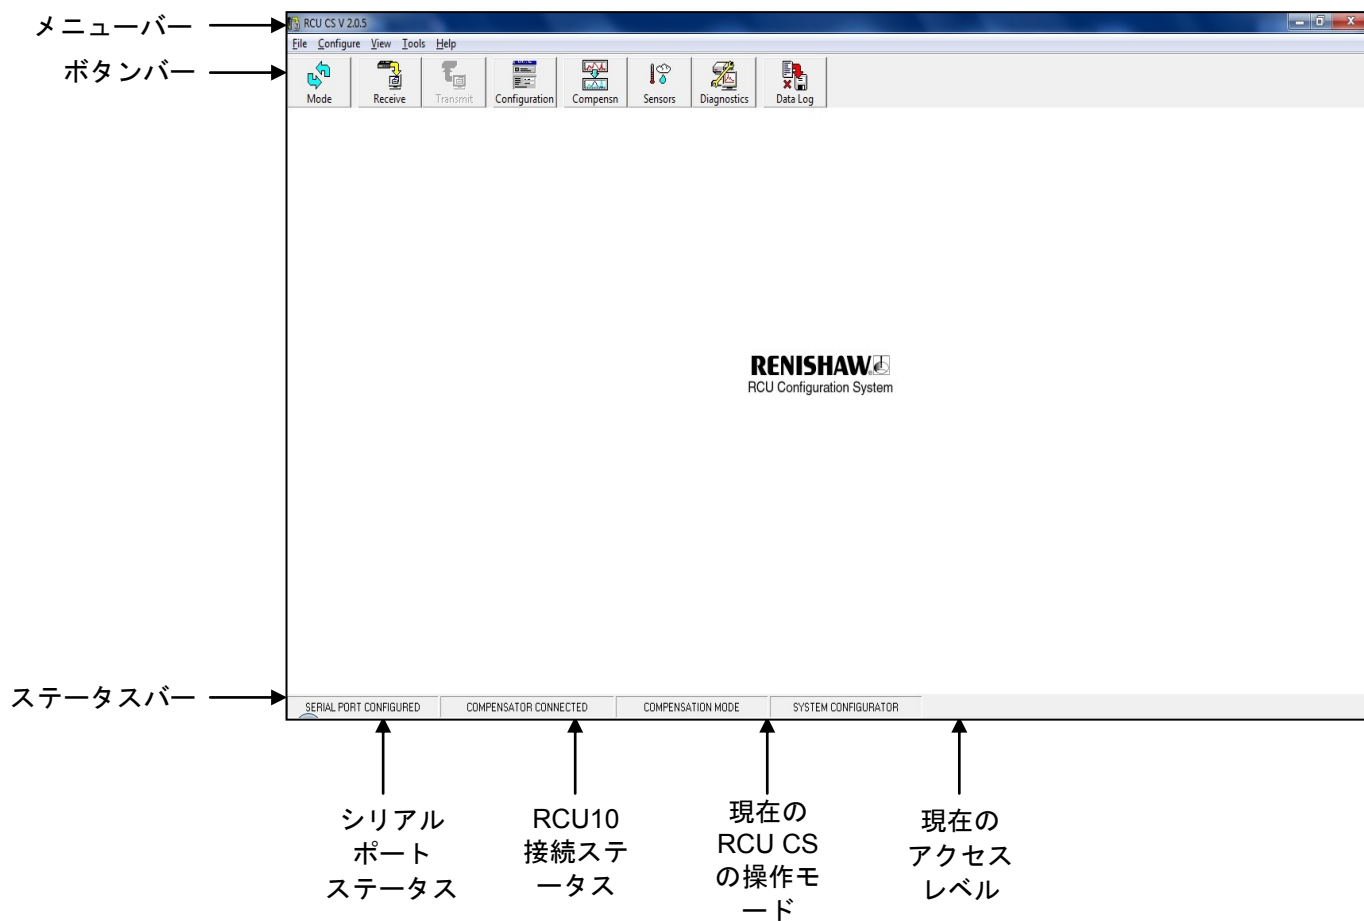 メニューバー
RCU CS V 2.0.5
File Configure View Tools Help
ボタンバー
Mode Receive Transmit Configuration Compensn Sensors Diagnostics Data Log
RENISHAW
RCU Configuration System
ステータスバー
SERIAL PORT CONFIGURED COMPENSATOR CONNECTED COMPENSATION MODE SYSTEM CONFIGURATOR
シリアル
ポート
ステータス
RCU10
接続ステ
ータス
現在の
RCU CS
の操作モ
ード
現在の
アクセス
レベル